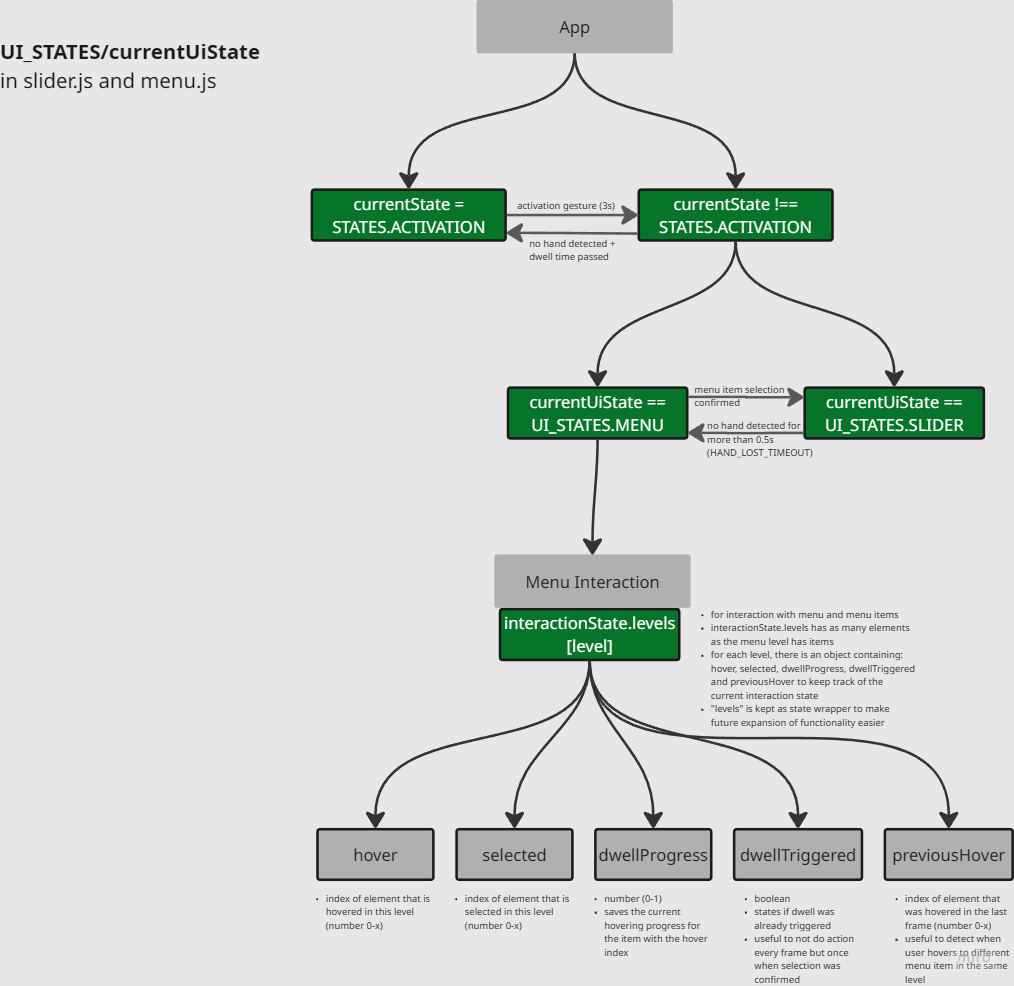 App
UI_STATES/currentUiState
in slider.js and menu.js
currentState =
STATES.ACTIVATION
activation gesture (3s)
no hand detected +
dwell time passed
currentState !==
STATES.ACTIVATION
currentUiState ==
UI_STATES.MENU
menu item selection
confirmed
no hand detected for
more than 0.5s
(HAND_LOST_TIMEOUT)
currentUiState ==
UI_STATES.SLIDER
Menu Interaction
interactionState.levels
[level]
• for interaction with menu and menu items
• interactionState.levels has as many elements
as the menu level has items
• for each level, there is an object containing:
hover, selected, dwellProgress, dwellTriggered
and previousHover to keep track of the
current interaction state
• "levels" is kept as state wrapper to make
future expansion of functionality easier
hover
selected
dwellProgress
dwellTriggered
previousHover
• index of element that is
hovered in this level
(number 0-x)
• index of element that is
selected in this level
(number 0-x)
• number (0-1)
• saves the current
hovering progress for
the item with the hover
index
• boolean
• states if dwell was
already triggered
• useful to not do action
every frame but once
when selection was
confirmed
• index of element that
was hovered in the last
frame (number 0-x)
• useful to detect when
user hovers to different
menu item in the same
level
miro